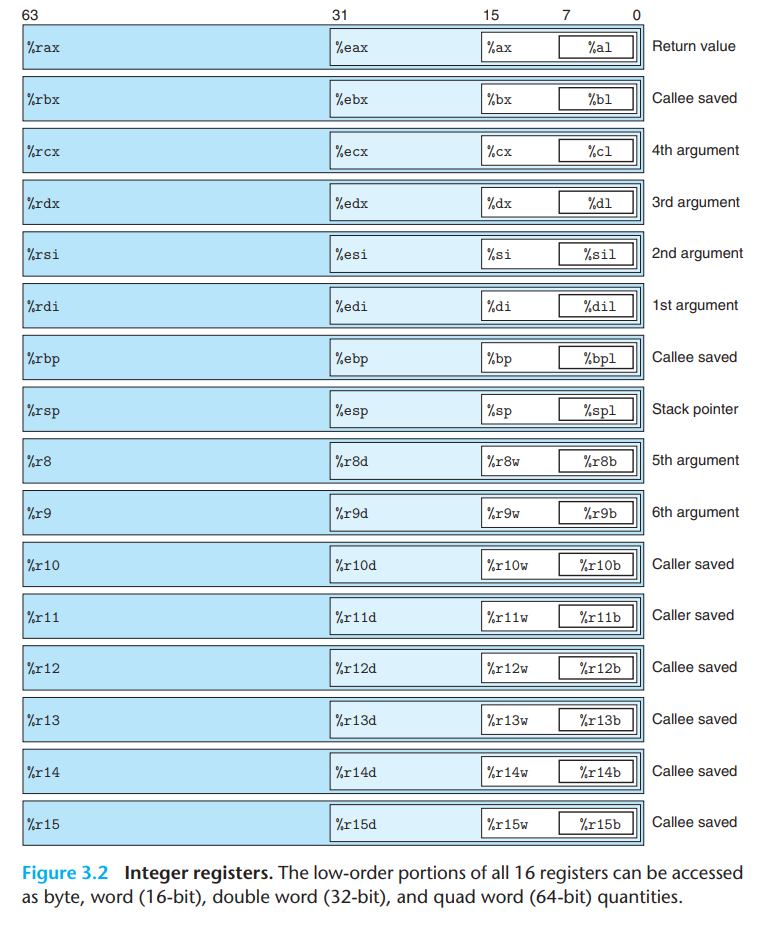 63 31 15 7 0
%rax %eax %ax %al Return value
%rbx %ebx %bx %bl Callee saved
%rcx %ecx %cx %cl 4th argument
%rdx %edx %dx %dl 3rd argument
%rsi %esi %si %sil 2nd argument
%rdi %edi %di %dil 1st argument
%rbp %ebp %bp %bpl Callee saved
%rsp %esp %sp %spl Stack pointer
%r8 %r8d %r8w %r8b 5th argument
%r9 %r9d %r9w %r9b 6th argument
%r10 %r10d %r10w %r10b Caller saved
%r11 %r11d %r11w %r11b Caller saved
%r12 %r12d %r12w %r12b Callee saved
%r13 %r13d %r13w %r13b Callee saved
%r14 %r14d %r14w %r14b Callee saved
%r15 %r15d %r15w %r15b Callee saved
Figure 3.2 Integer registers. The low-order portions of all 16 registers can be accessed
as byte, word (16-bit), double word (32-bit), and quad word (64-bit) quantities.